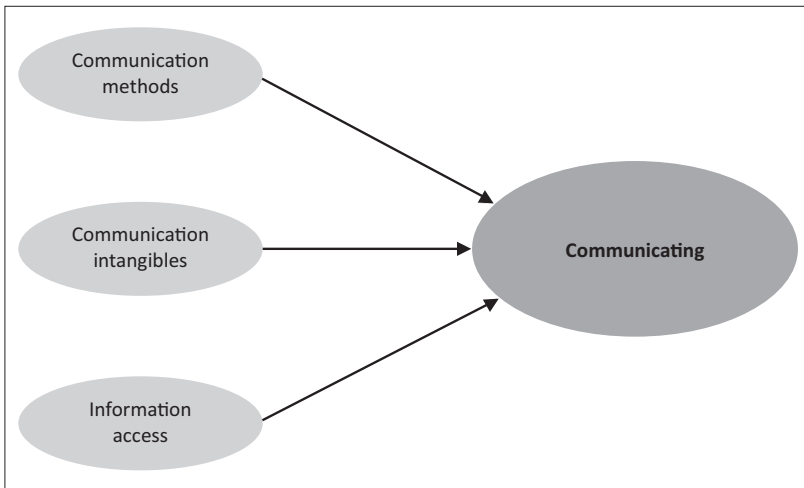 Communication
methods
Communication
intangibles
Communicating
Information
access